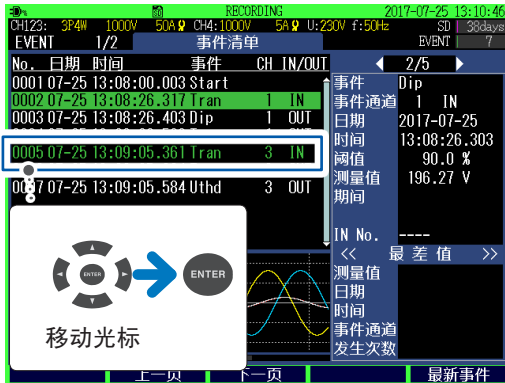 RECORDING 2017-07-25 13:10:46
CH123: 3P4W 1000V 50A CH4:1000V 5A U:230V f:50Hz SD 38days
EVENT 1/2 事件清单 EVENT 7
No. 日期 时间 事件 CH IN/OUT
0001 07-25 13:08:00.003 Start
0002 07-25 13:08:26.317 Tran 1 IN
0003 07-25 13:08:26.403 Dip 1 OUT
0005 07-25 13:09:05.361 Tran 3 IN
0007 07-25 13:09:05.584 Uthd 3 OUT
2/5
事件 Dip
事件通道 1 IN
日期 2017-07-25
时间 13:08:26.303
阈值 90.0 %
测量值 196.27 V
期间
IN No. ----
<< 最差值 >>
测量值
日期
时间
事件通道
发生次数
ENTER
ENTER
移动光标
上一页 下一页 最新事件